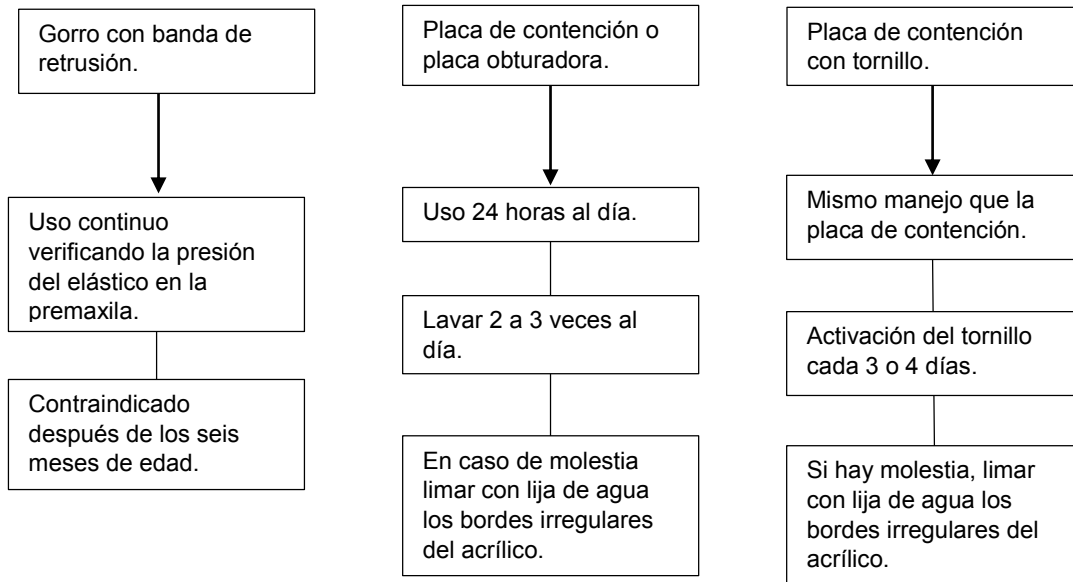 Gorro con banda de
retrusión.
Uso continuo
verificando la presión
del elástico en la
premaxila.
Contraindicado
después de los seis
meses de edad.
Placa de contención o
placa obturadora.
Uso 24 horas al día.
Lavar 2 a 3 veces al
día.
En caso de molestia
limar con lija de agua
los bordes irregulares
del acrílico.
Placa de contención
con tornillo.
Mismo manejo que la
placa de contención.
Activación del tornillo
cada 3 o 4 días.
Si hay molestia, limar
con lija de agua los
bordes irregulares del
acrílico.